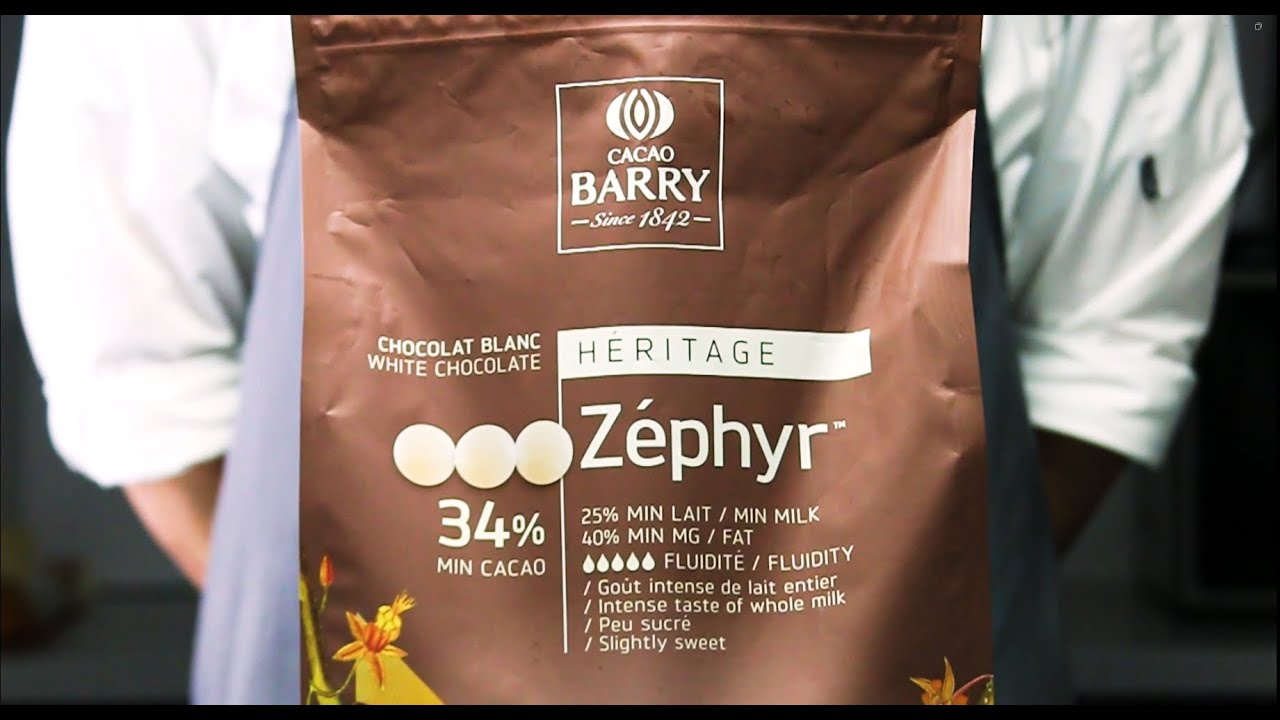 CACAO
BARRY
Since 1842
CHOCOLAT BLANC
WHITE CHOCOLATE
HÉRITAGE
Zéphyr™
34%
MIN CACAO
25% MIN LAIT / MIN MILK
40% MIN MG / FAT
FLUIDITÉ / FLUIDITY
/ Goût intense de lait entier
/ Intense taste of whole milk
/ Peu sucré
/ Slightly sweet